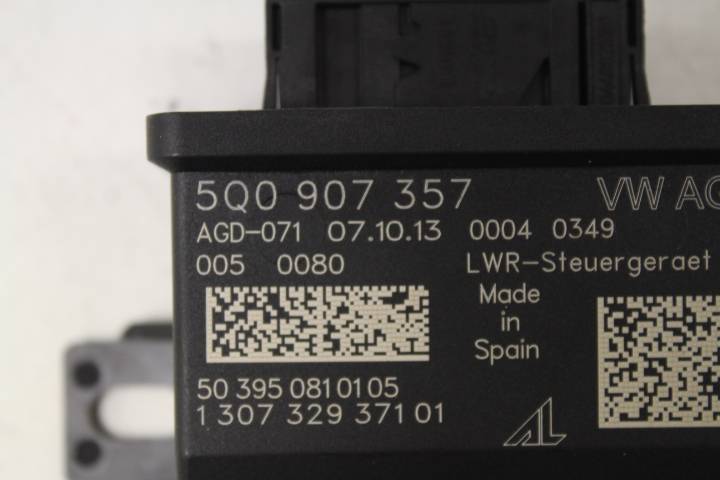 5Q0 907 357 VW AG
AGD-071 07.10.13 0004 0349
005 0080 LWR-Steuergeraet
Made
in
Spain
50 395 0810105
1 307 329 371 01
AL